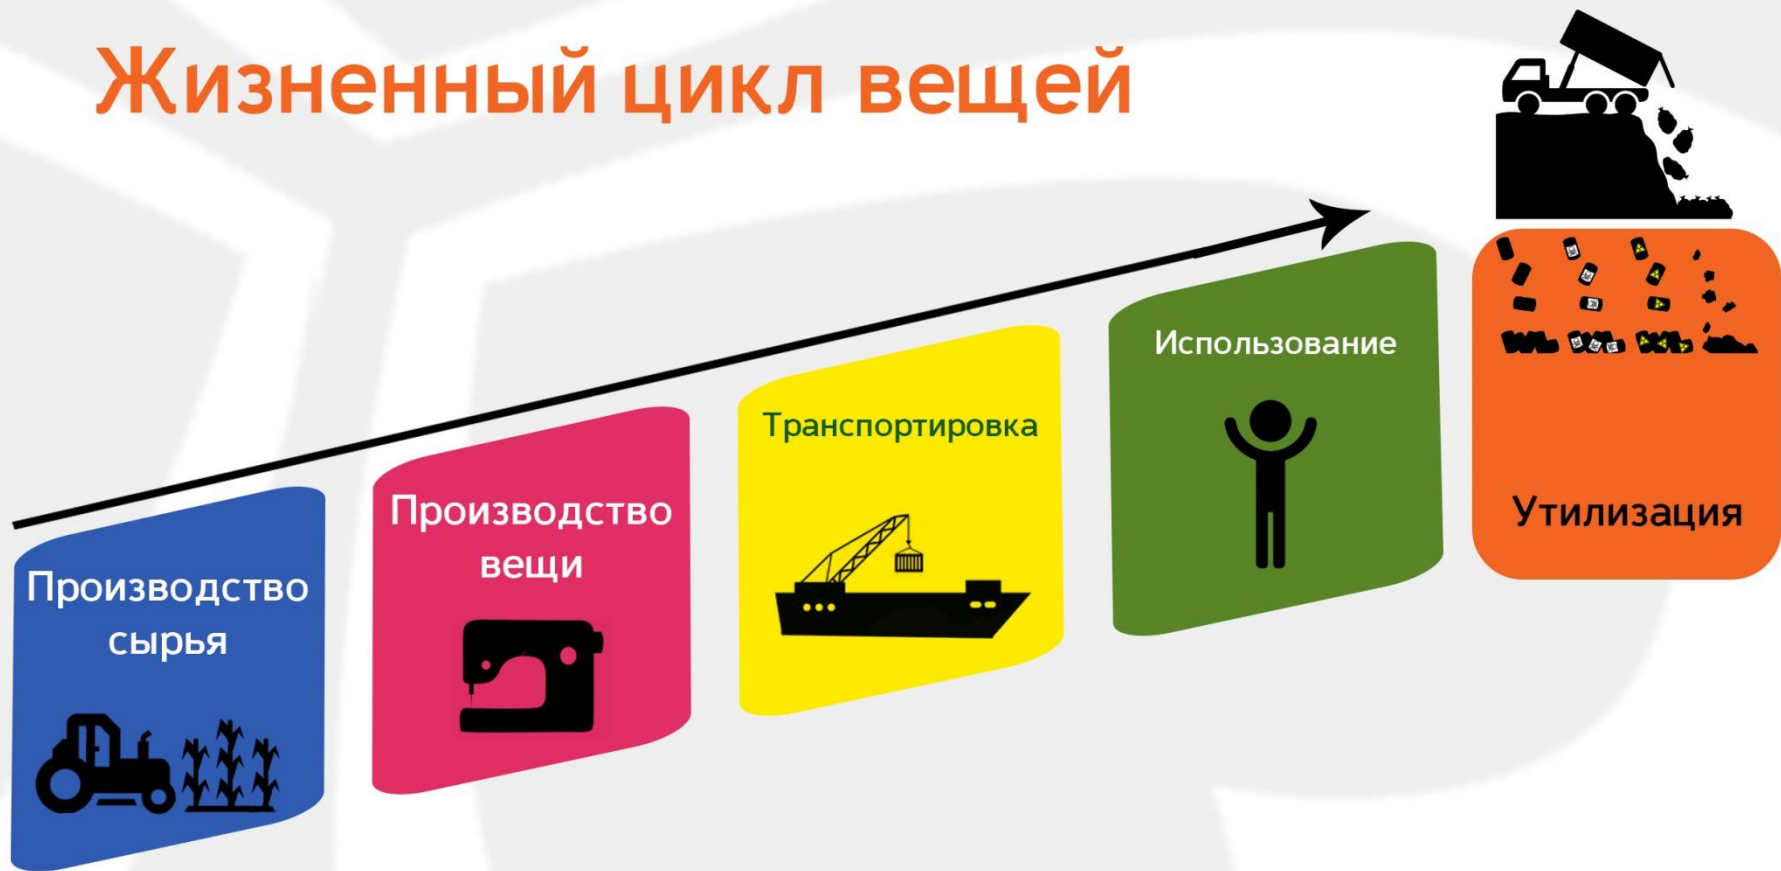 Жизненный цикл вещей
Производство
сырья
Производство
вещи
Транспортировка
Использование
Утилизация